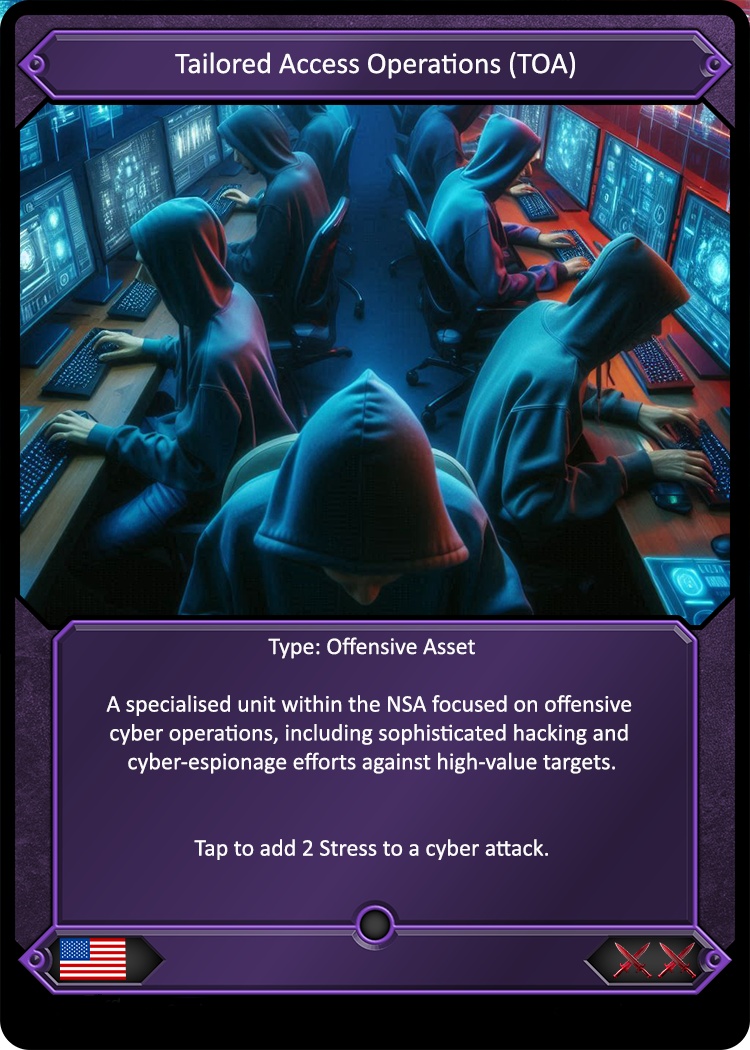 Tailored Access Operations (TOA)
Type: Offensive Asset
A specialised unit within the NSA focused on offensive
cyber operations, including sophisticated hacking and
cyber-espionage efforts against high-value targets.
Tap to add 2 Stress to a cyber attack.